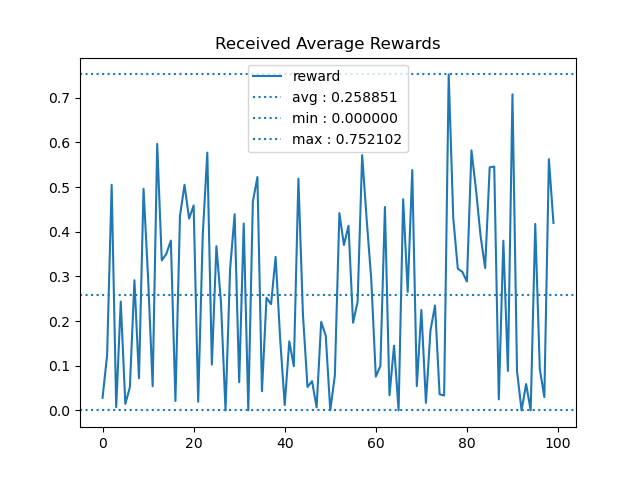 Received Average Rewards
reward
avg : 0.258851
min : 0.000000
max : 0.752102
0.7
0.6
0.5
0.4
0.3
0.2
0.1
0.0
0 20 40 60 80 100